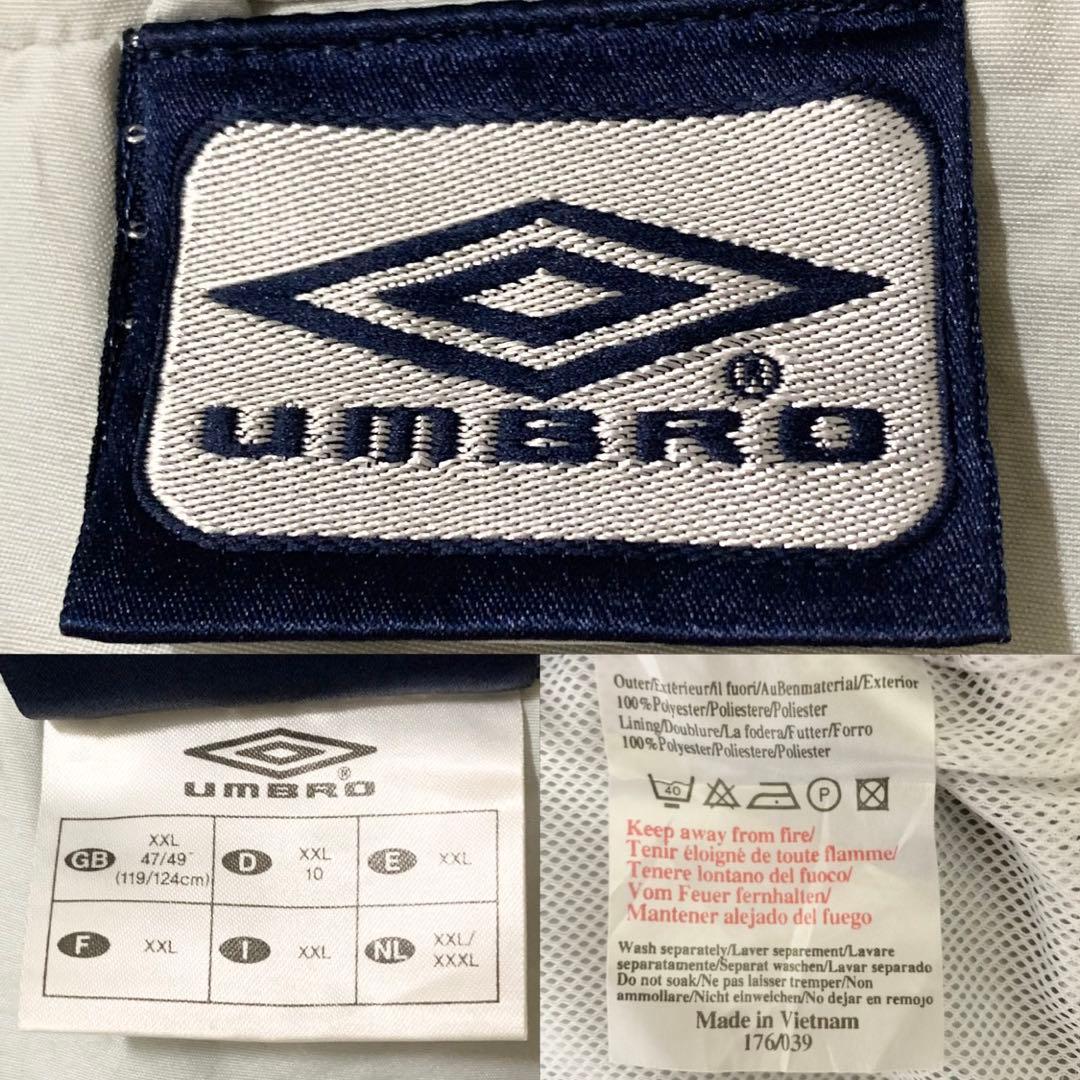 ®
UMBRO
®
UMBRO
GB XXL
47/49"
(119/124cm)
D XXL
10
E XXL
F XXL
I XXL
NL XXL/
XXXL
Outer/Extérieur/Il fuori/AuBenmaterial/Exterior
100%Polyester/Poliestere/Poliester
Lining/Doublure/La fodera/Futter/Forro
100%Polyester/Poliestere/Poliester
40 P
Keep away from fire/
Tenir éloigné de toute flamme/
Tenere lontano del fuoco/
Vom Feuer fernhalten/
Mantener alejado del fuego
Wash separately/Laver separement/Lavare
separatamente/Separat waschen/Lavar separado
Do not soak/Ne pas laisser tremper/Non
ammollare/Nicht einweichen/No dejar en remojo
Made in Vietnam
176/039